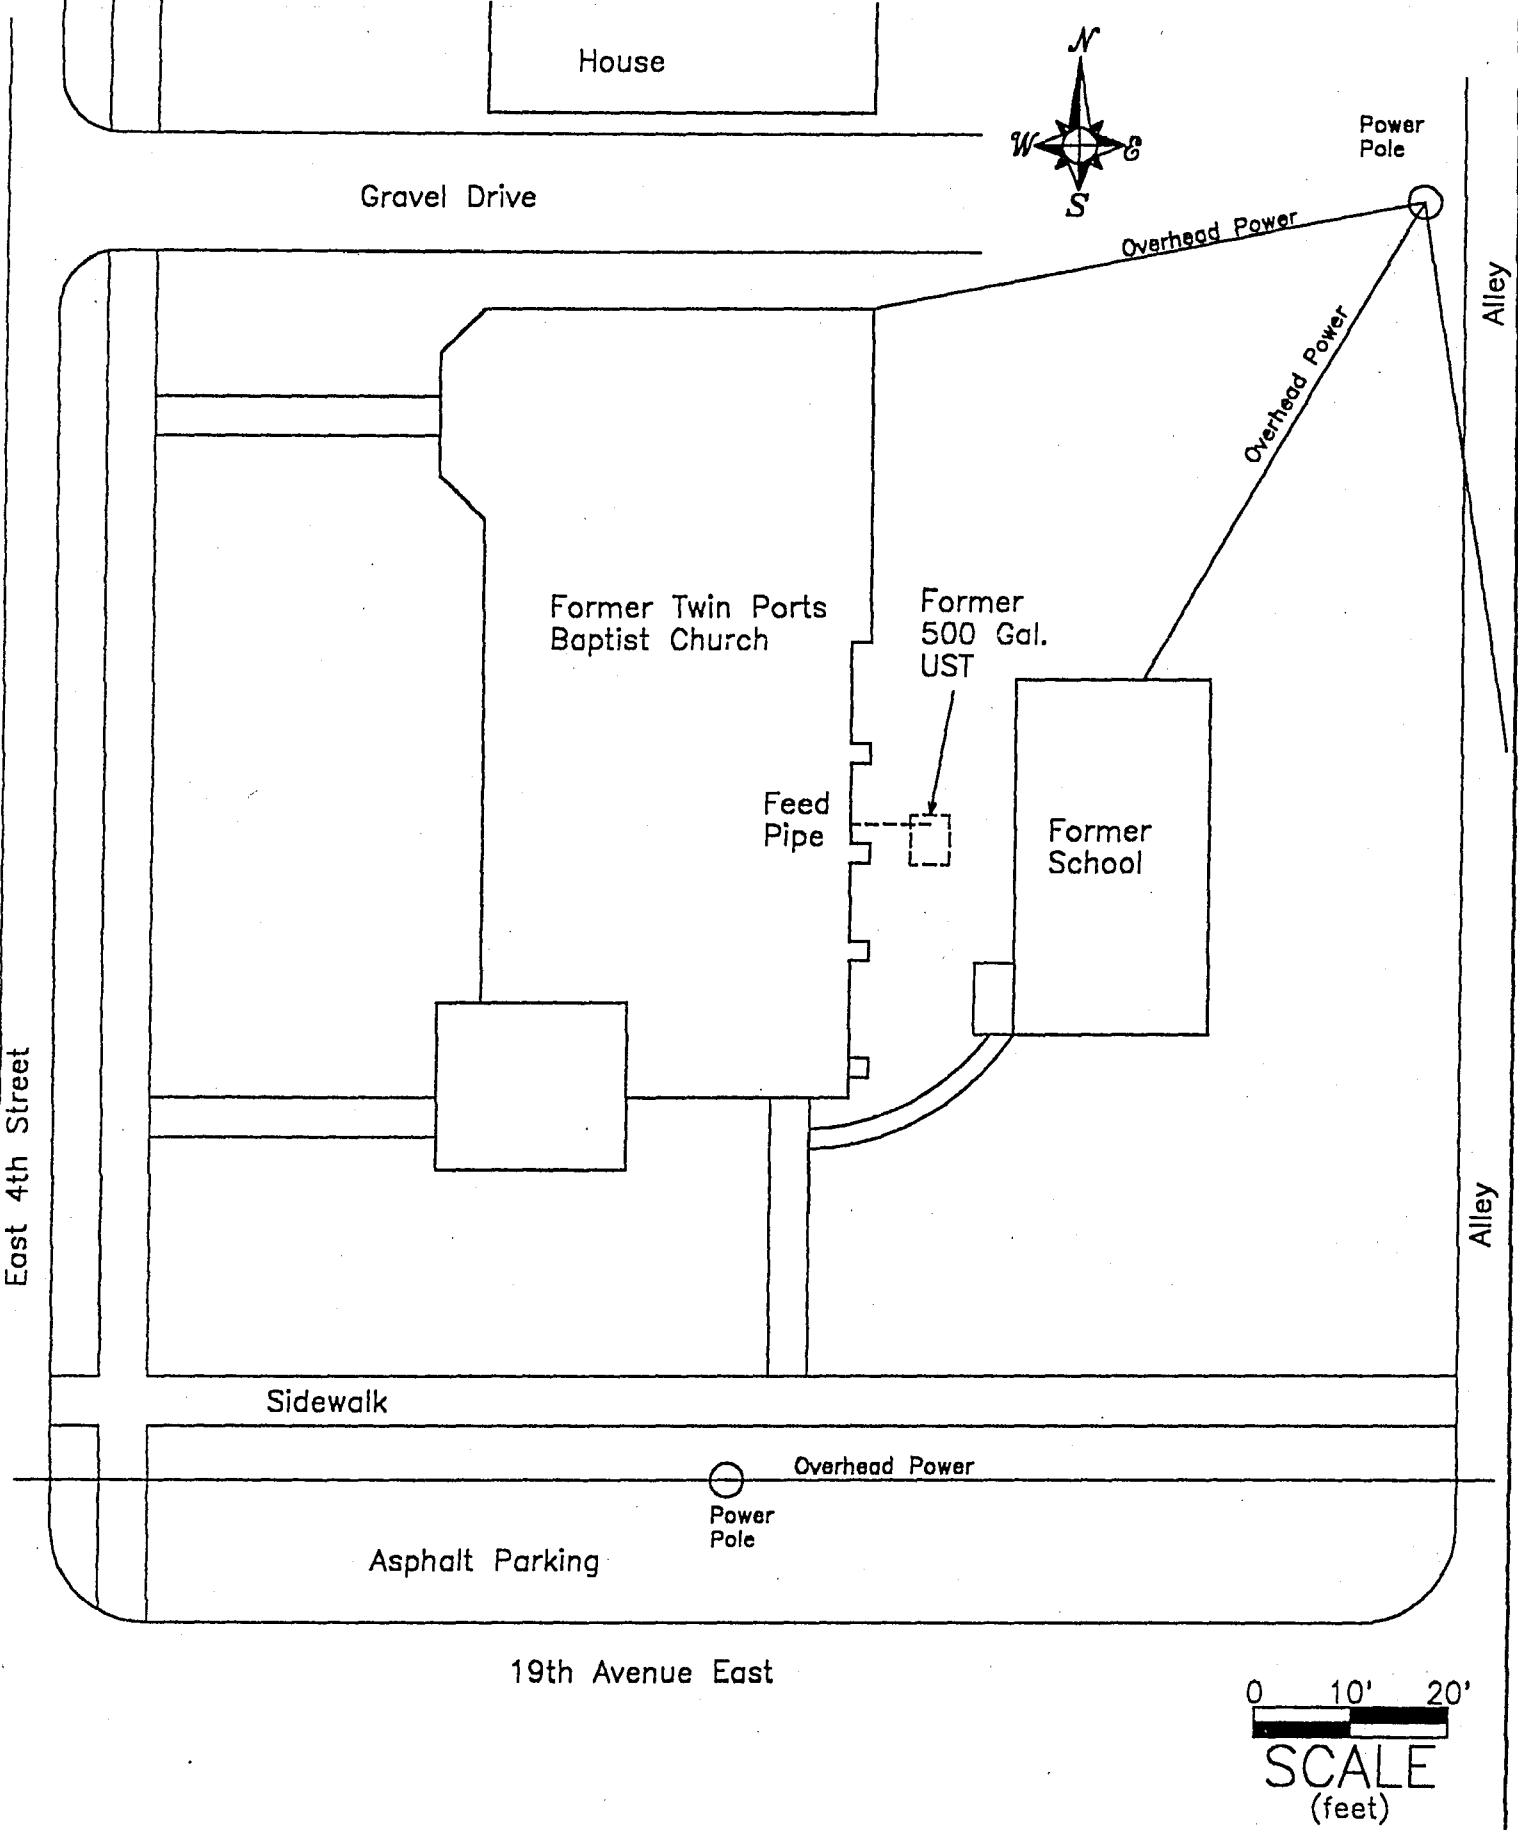 House
N
W
E
S
Power
Pole
Gravel Drive
Overhead Power
Alley
Overhead Power
Former Twin Ports
Baptist Church
Former
500 Gal.
UST
Feed
Pipe
Former
School
East 4th Street
Alley
Sidewalk
Overhead Power
Power
Pole
Asphalt Parking
19th Avenue East
0 10' 20'
SCALE
(feet)